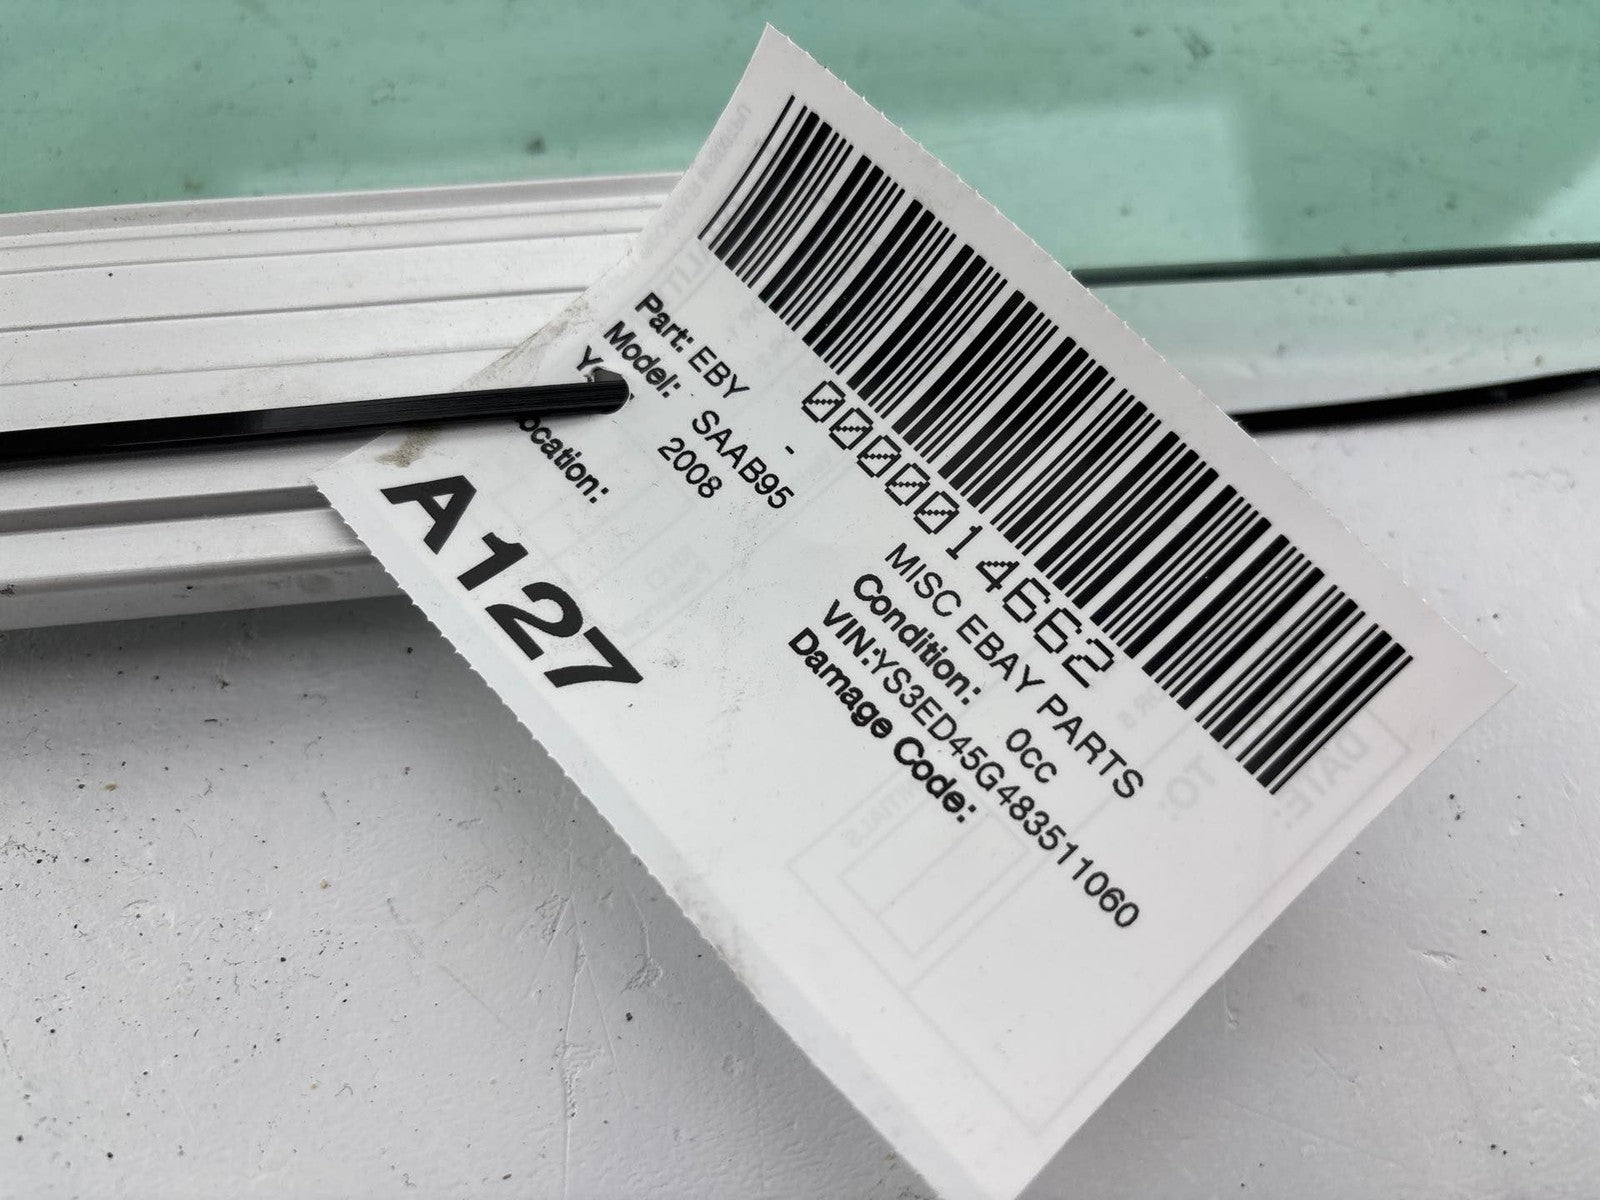 0000014662
Part: EBY - MISC EBAY PARTS
Model: SAAB95 Condition: 0cc
2008 VIN:YS3ED45G483511060
Damage Code:
ocation:
A127